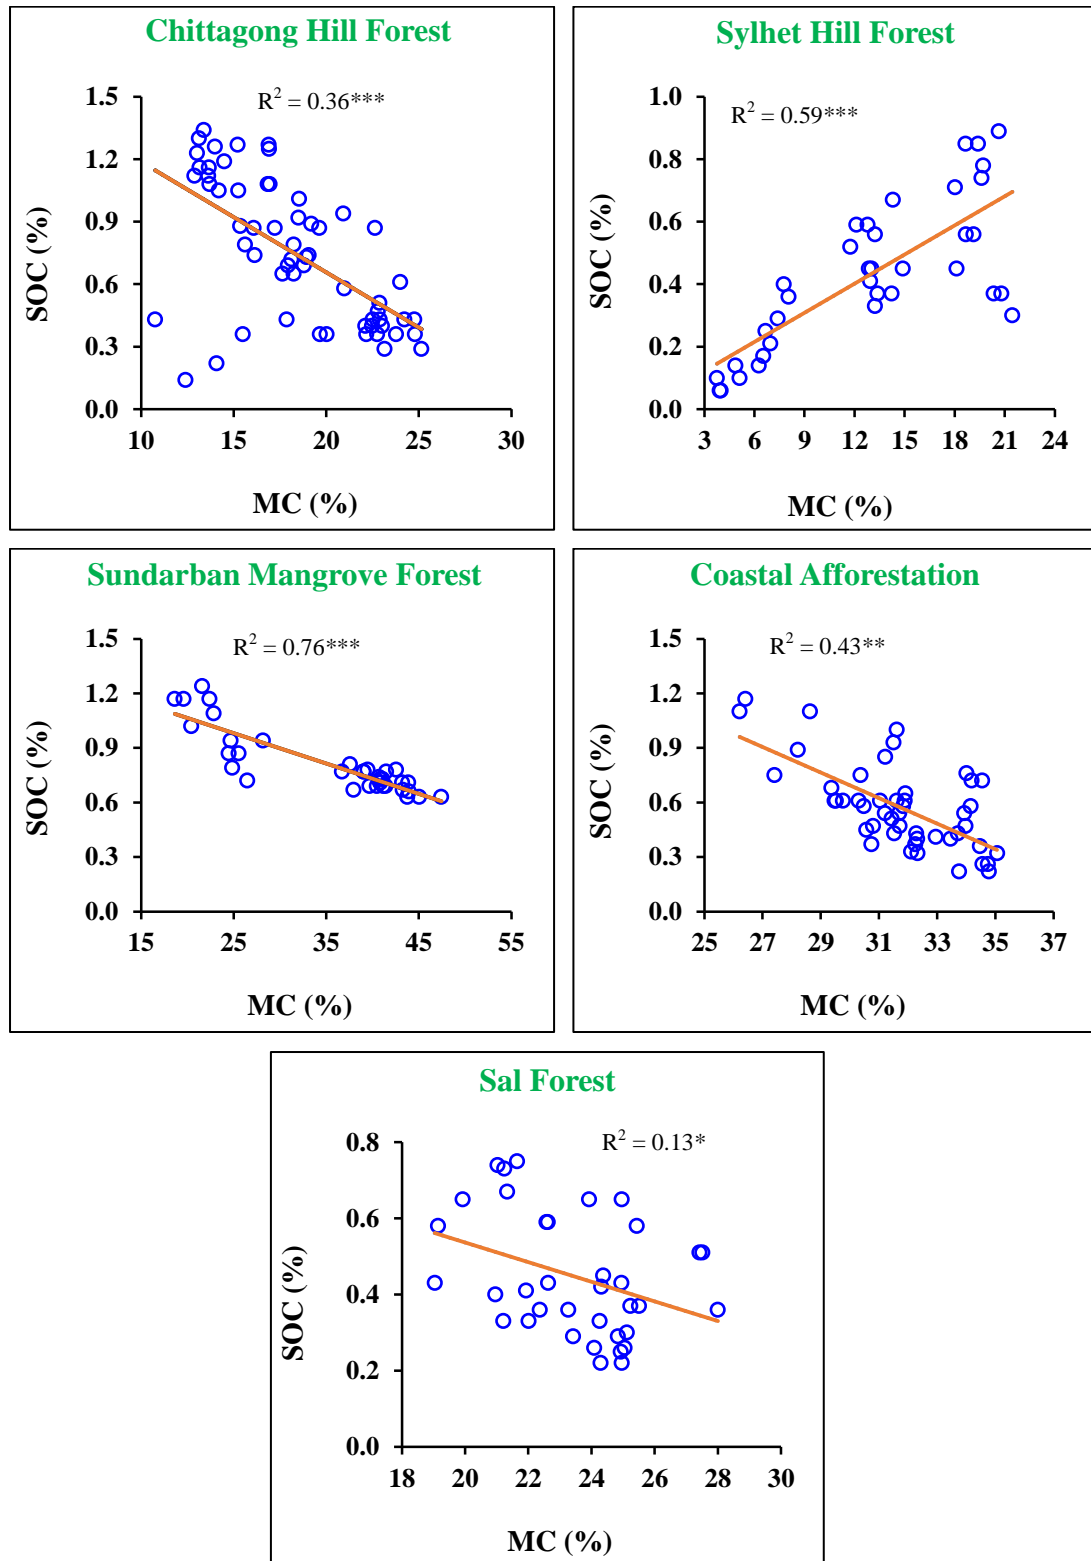 Chittagong Hill Forest
R² = 0.36***
SOC (%)
1.5
1.2
0.9
0.6
0.3
0.0
10 15 20 25 30
MC (%)
Sylhet Hill Forest
R² = 0.59***
SOC (%)
1.0
0.8
0.6
0.4
0.2
0.0
3 6 9 12 15 18 21 24
MC (%)
Sundarban Mangrove Forest
R² = 0.76***
SOC (%)
1.5
1.2
0.9
0.6
0.3
0.0
15 25 35 45 55
MC (%)
Coastal Afforestation
R² = 0.43**
SOC (%)
1.5
1.2
0.9
0.6
0.3
0.0
25 27 29 31 33 35 37
MC (%)
Sal Forest
R² = 0.13*
SOC (%)
0.8
0.6
0.4
0.2
0.0
18 20 22 24 26 28 30
MC (%)